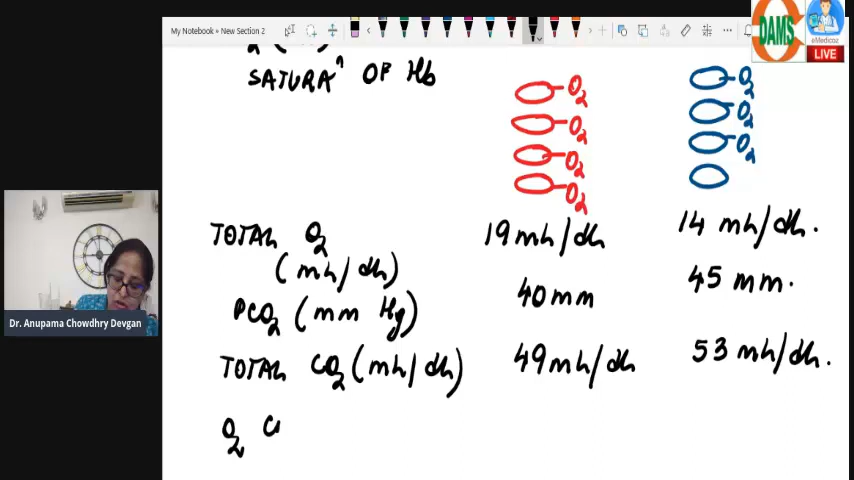 My Notebook » New Section 2
DAMS
eMedicoz
LIVE
SATURAⁿ OF Hb
O₂ O₂
O₂ O₂
O₂ O₂
O₂
TOTAL O₂ 19 ml/dl 14 ml/dl.
(ml/dl)
PCO₂ (mm Hg) 40 mm 45 mm.
TOTAL CO₂ (ml/dl) 49 ml/dl 53 ml/dl.
O₂ C
Dr. Anupama Chowdhry Devgan